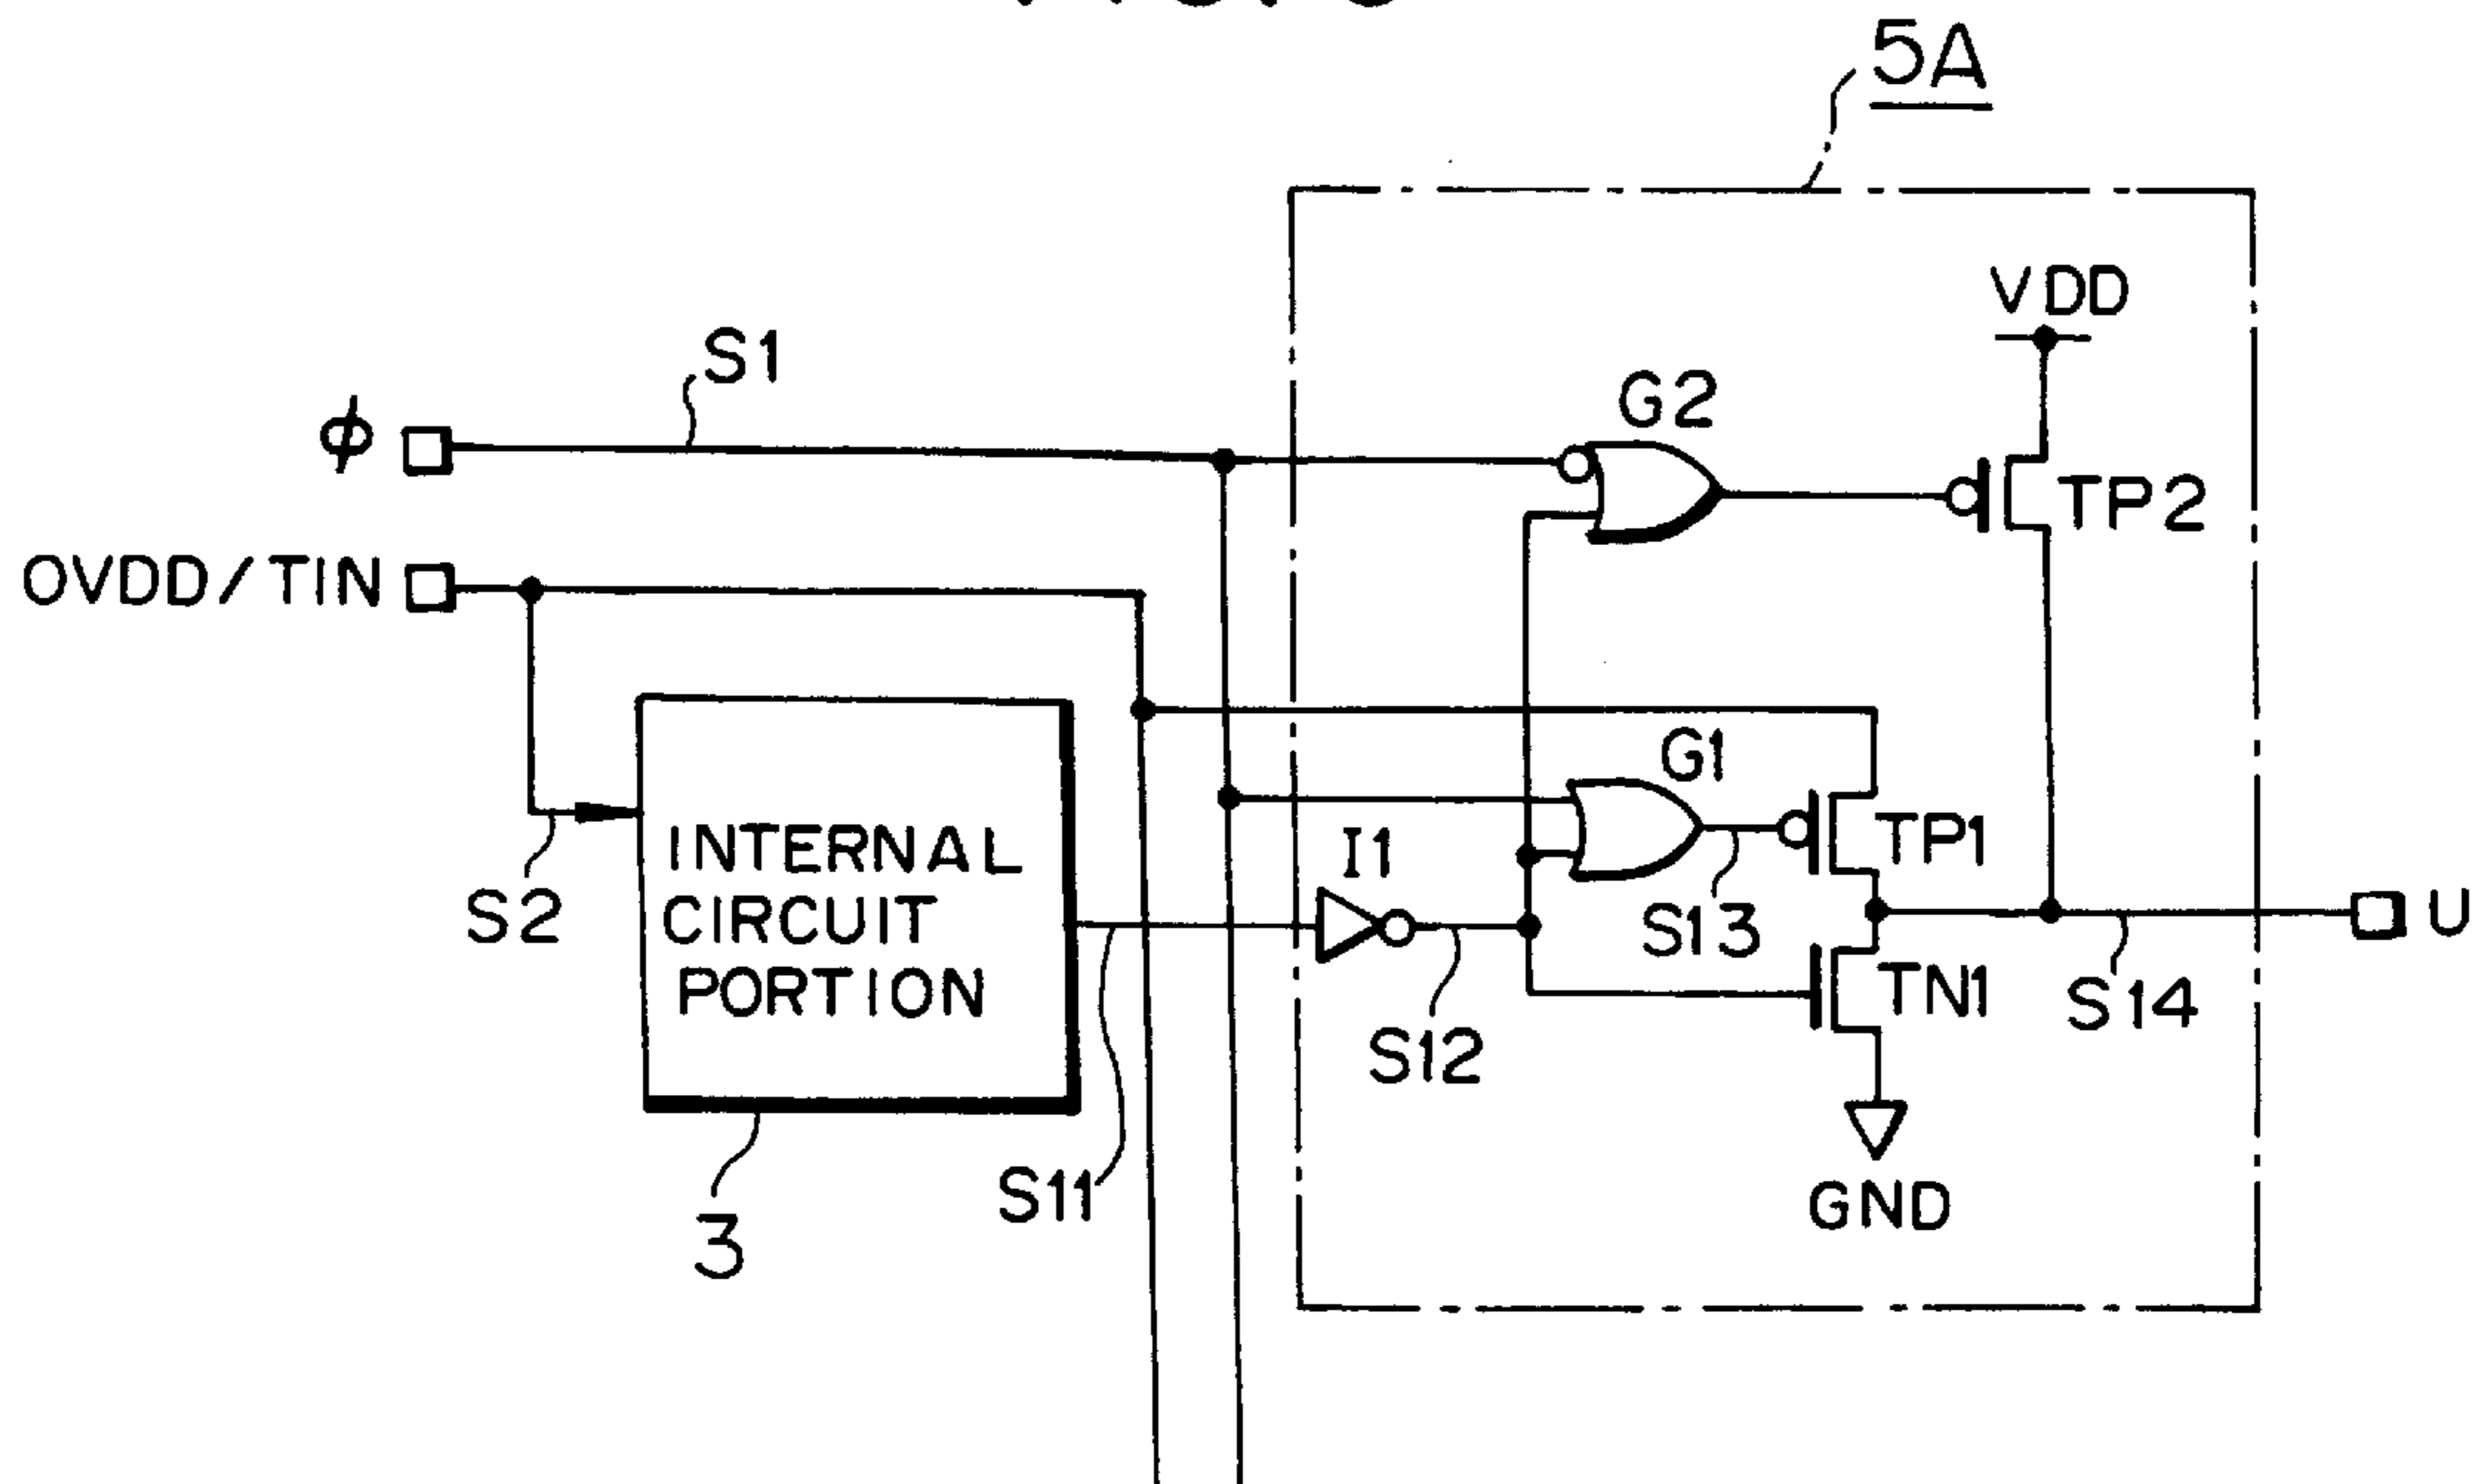 5A
VDD
S1
G2
ϕ
TP2
OVDD/TIN
G1
INTERNAL
CIRCUIT
PORTION
I1
TP1
S2
S13
U
TN1
S14
S12
S11
3
GND